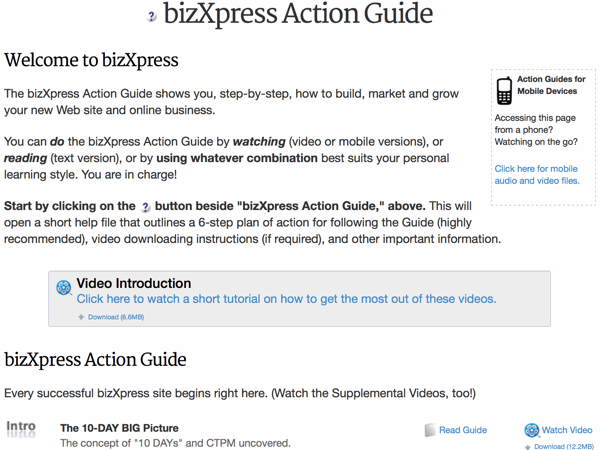 bizXpress Action Guide
Welcome to bizXpress
The bizXpress Action Guide shows you, step-by-step, how to build, market and grow
your new Web site and online business.
You can do the bizXpress Action Guide by watching (video or mobile versions), or
reading (text version), or by using whatever combination best suits your personal
learning style. You are in charge!
Start by clicking on the ? button beside "bizXpress Action Guide," above. This will
open a short help file that outlines a 6-step plan of action for following the Guide (highly
recommended), video downloading instructions (if required), and other important information.
Action Guides for
Mobile Devices
Accessing this page
from a phone?
Watching on the go?
Click here for mobile
audio and video files.
Video Introduction
Click here to watch a short tutorial on how to get the most out of these videos.
Download (6.6MB)
bizXpress Action Guide
Every successful bizXpress site begins right here. (Watch the Supplemental Videos, too!)
Intro
The 10-DAY BIG Picture
The concept of "10 DAYs" and CTPM uncovered.
Read Guide
Watch Video
Download (12.2MB)